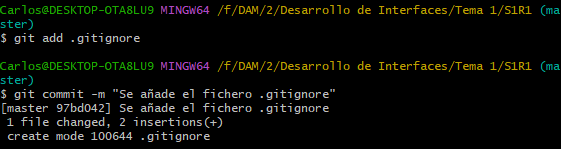 Carlos@DESKTOP-OTA8LU9 MINGW64 /f/DAM/2/Desarrollo de Interfaces/Tema 1/S1R1 (ma
ster)
$ git add .gitignore
Carlos@DESKTOP-OTA8LU9 MINGW64 /f/DAM/2/Desarrollo de Interfaces/Tema 1/S1R1 (ma
ster)
$ git commit -m "Se añade el fichero .gitignore"
[master 97bd042] Se añade el fichero .gitignore
 1 file changed, 2 insertions(+)
 create mode 100644 .gitignore